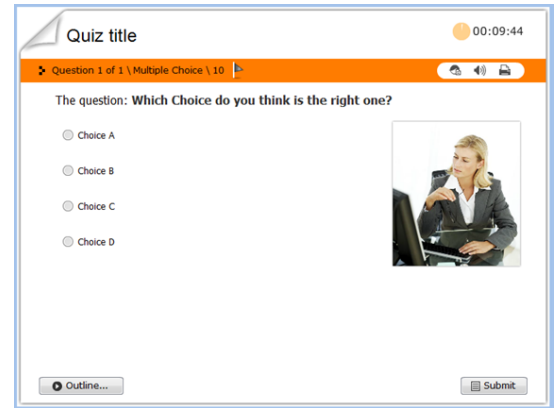 Quiz title
00:09:44
Question 1 of 1 \ Multiple Choice \ 10
The question: Which Choice do you think is the right one?
Choice A
Choice B
Choice C
Choice D
Outline...
Submit